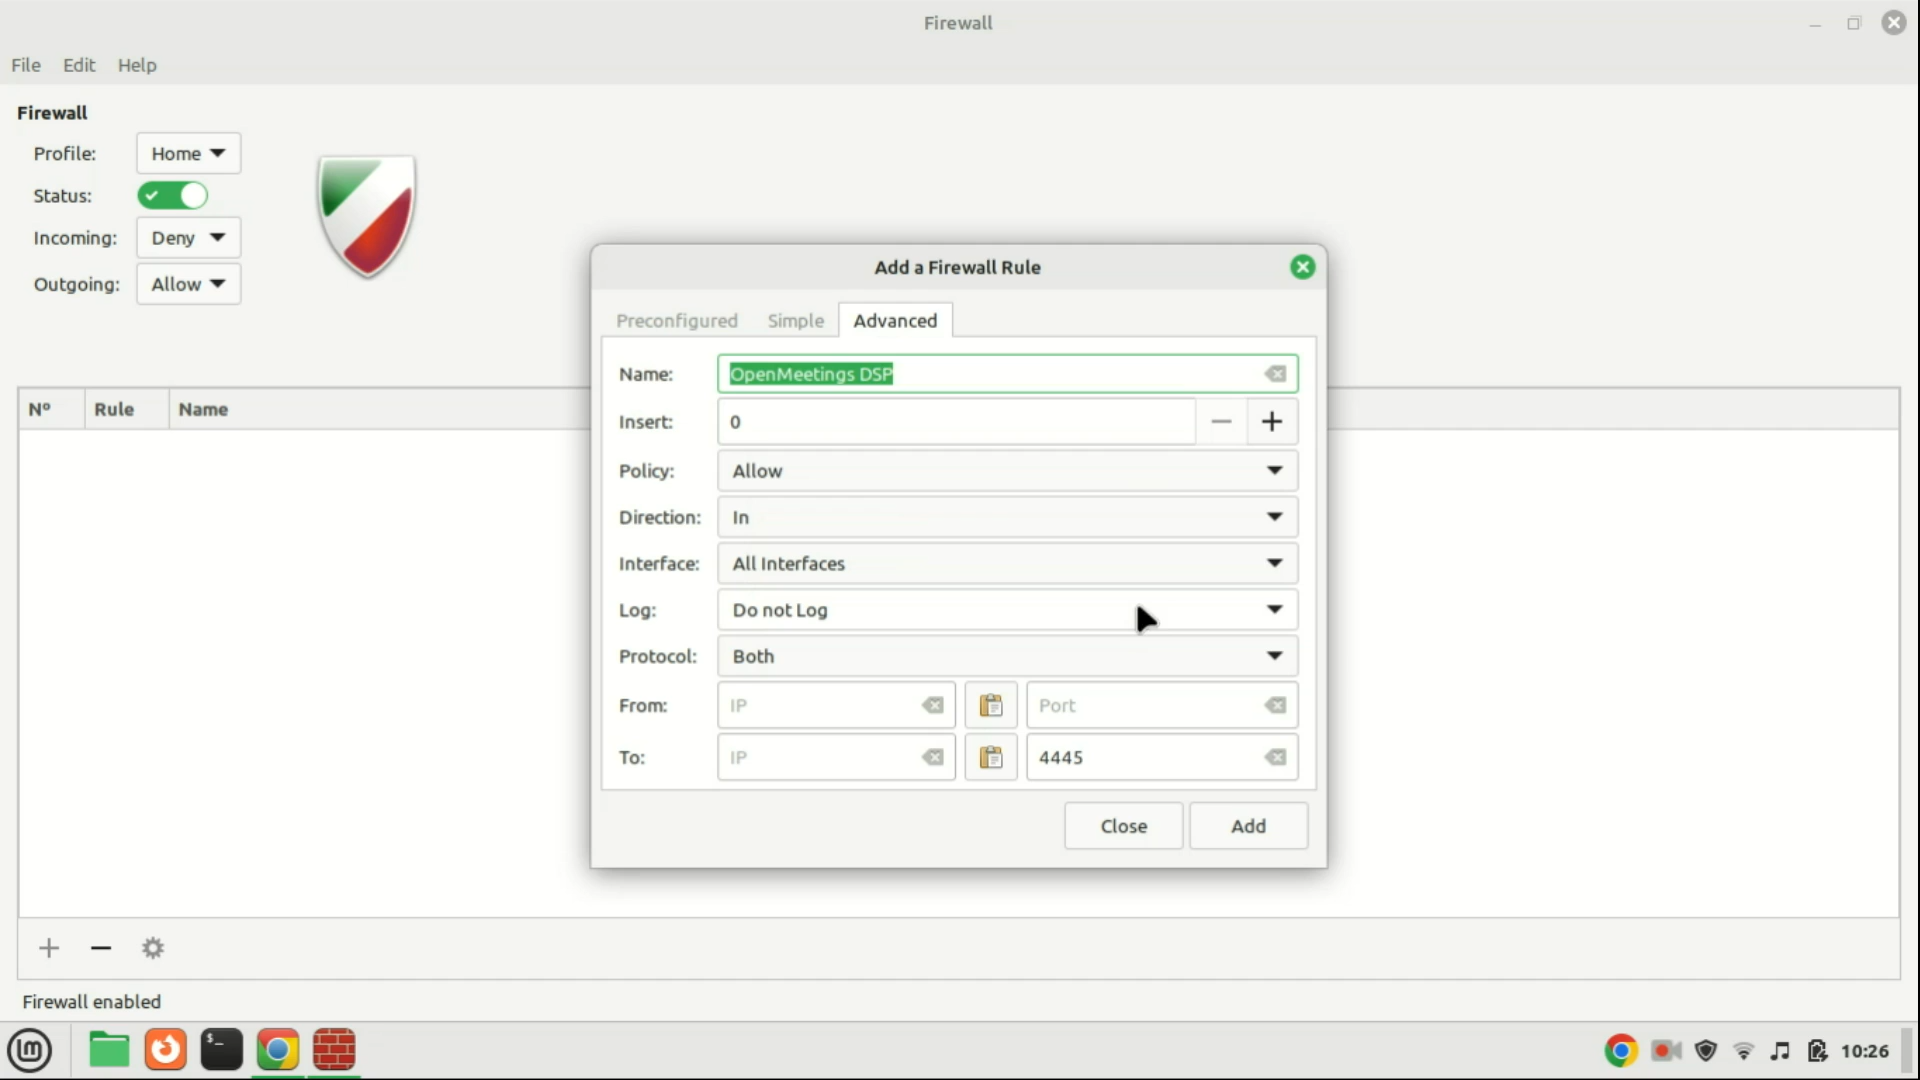 Firewall
File Edit Help
Firewall
Profile: Home
Status:
Incoming: Deny
Outgoing: Allow
Nº Rule Name
Add a Firewall Rule
Preconfigured Simple Advanced
Name: OpenMeetings DSP
Insert: 0
Policy: Allow
Direction: In
Interface: All Interfaces
Log: Do not Log
Protocol: Both
From: IP Port
To: IP 4445
Close Add
Firewall enabled
$_
10:26